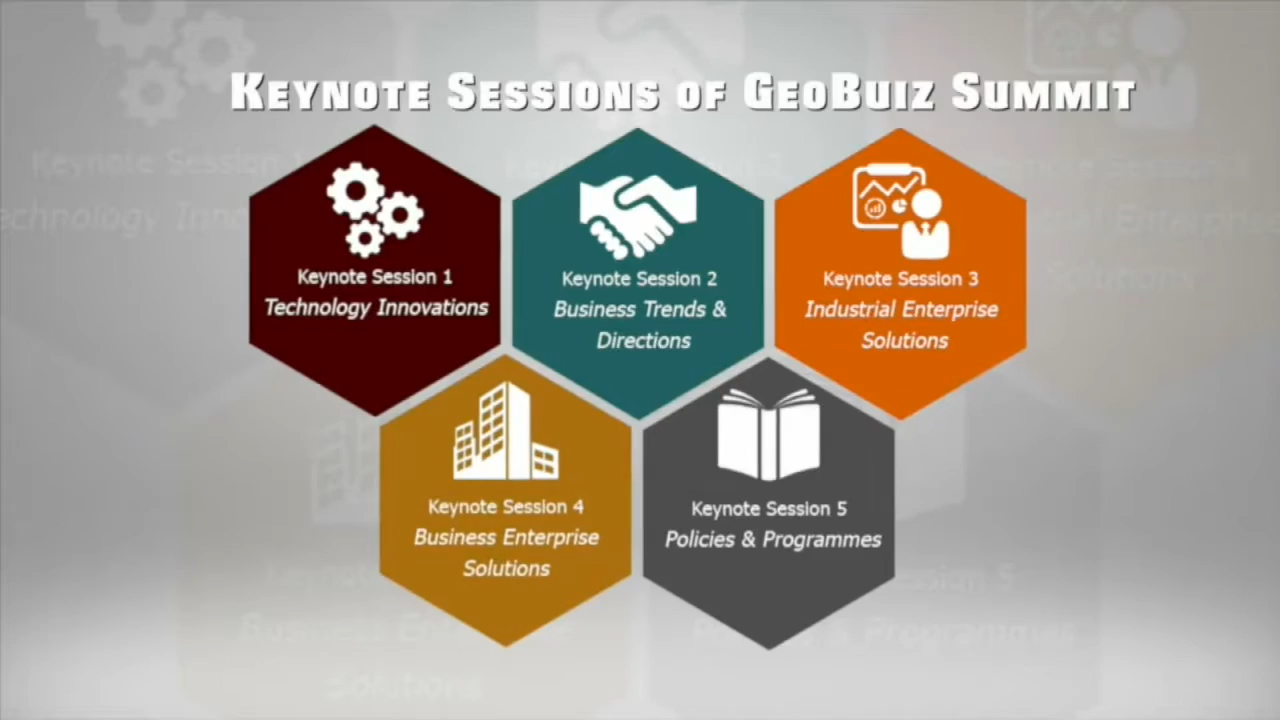 KEYNOTE SESSIONS OF GEOBUIZ SUMMIT
Keynote Session 1
Technology Innovations
Keynote Session 2
Business Trends &
Directions
Keynote Session 3
Industrial Enterprise
Solutions
Keynote Session 4
Business Enterprise
Solutions
Keynote Session 5
Policies & Programmes